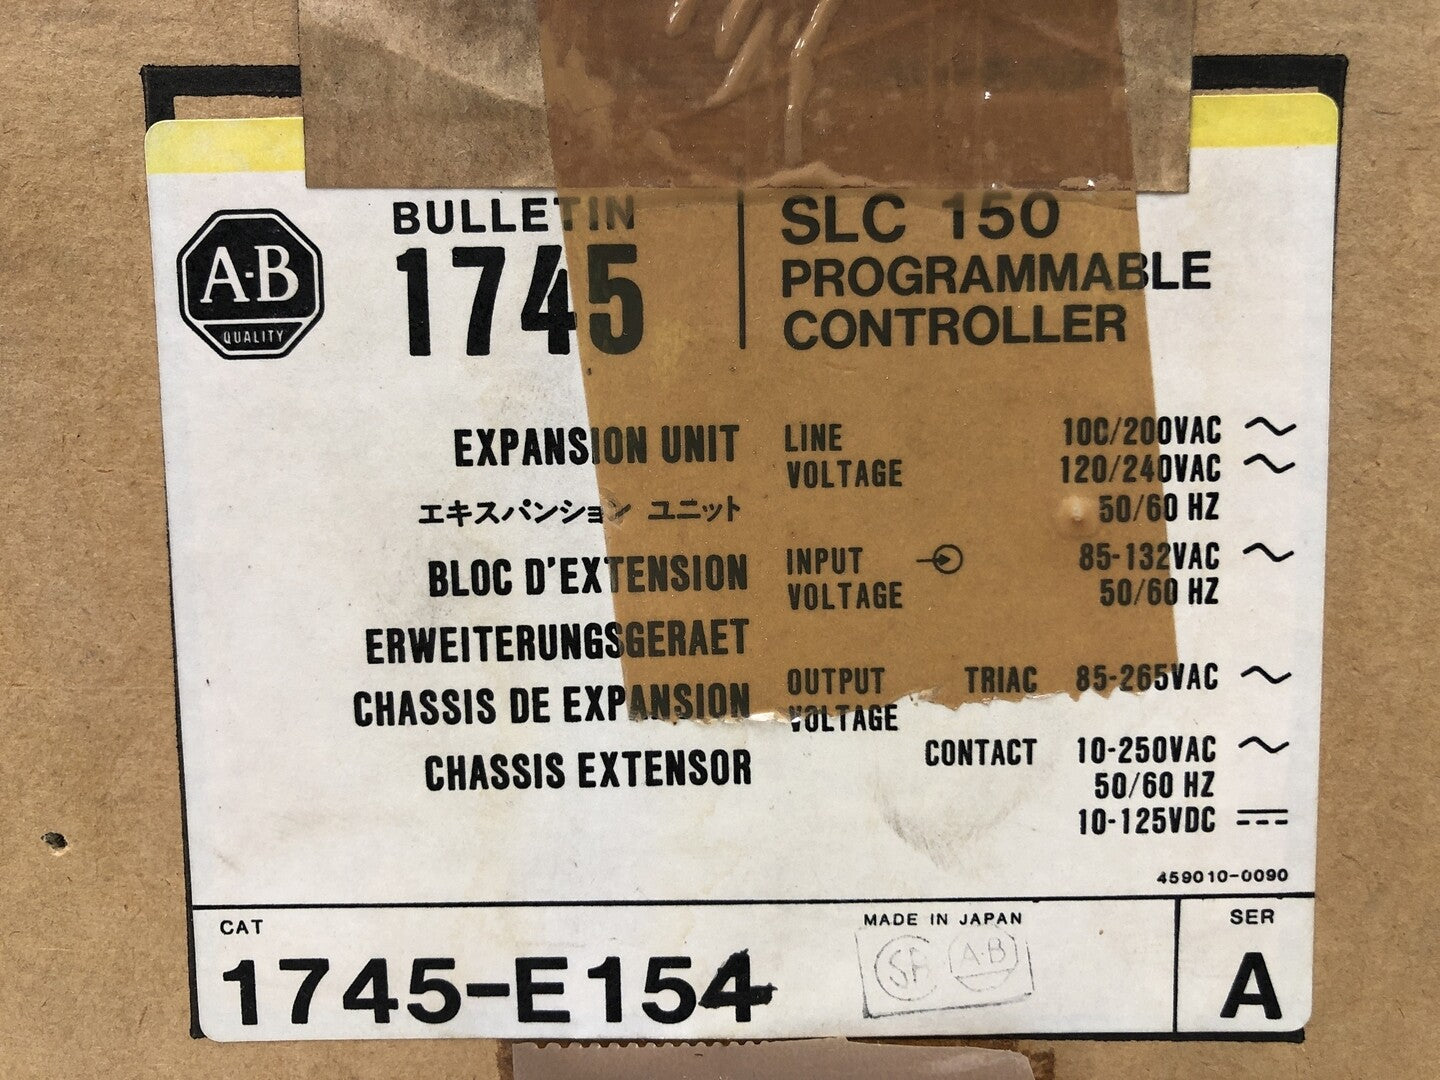 BULLETIN
1745
SLC 150
PROGRAMMABLE
CONTROLLER
A-B
QUALITY
EXPANSION UNIT
エキスパンション ユニット
BLOC D'EXTENSION
ERWEITERUNGSGERAET
CHASSIS DE EXPANSION
CHASSIS EXTENSOR
LINE 100/200VAC
VOLTAGE 120/240VAC
50/60 HZ
INPUT 85-132VAC
VOLTAGE 50/60 HZ
OUTPUT TRIAC 85-265VAC
VOLTAGE
CONTACT 10-250VAC
50/60 HZ
10-125VDC
459010-0090
CAT
1745-E154
MADE IN JAPAN
A-B
SER
A